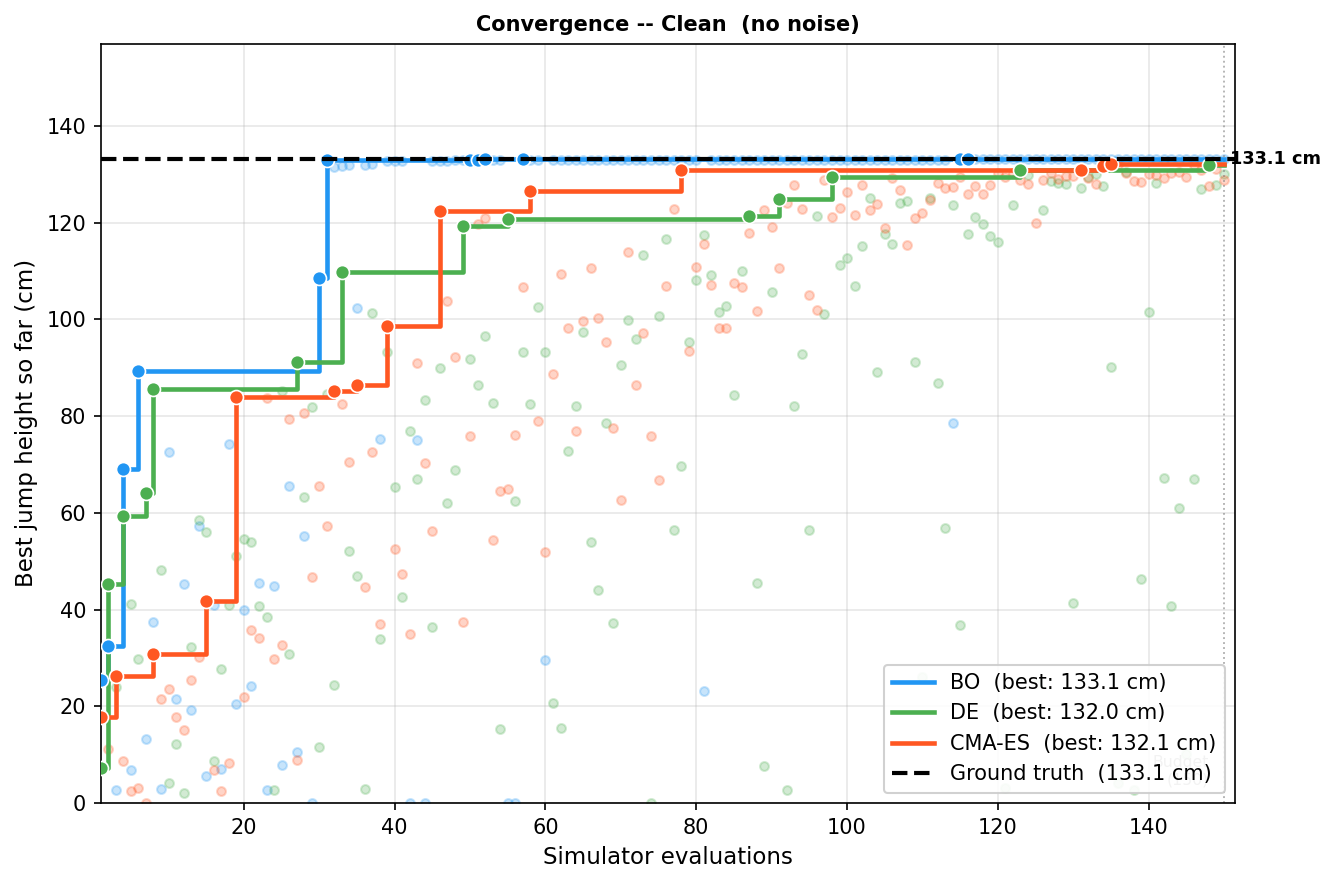 Convergence -- Clean  (no noise)
Best jump height so far (cm)
140
120
100
80
60
40
20
0
133.1 cm
BO  (best: 133.1 cm)
DE  (best: 132.0 cm)
CMA-ES  (best: 132.1 cm)
Ground truth  (133.1 cm)
20
40
60
80
100
120
140
Simulator evaluations